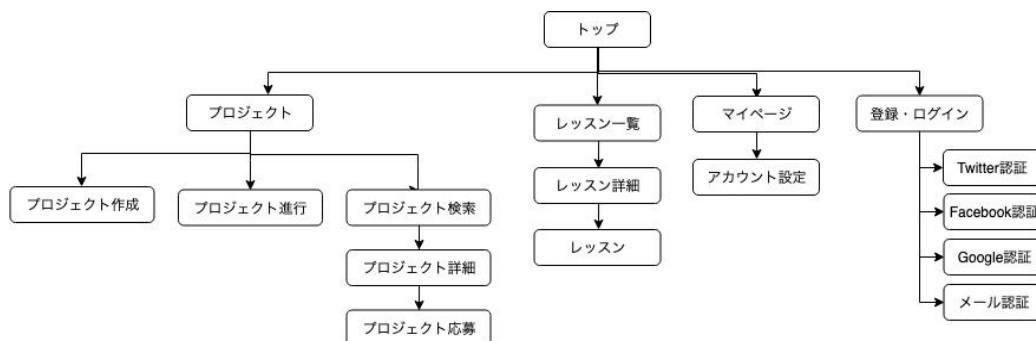 トップ
プロジェクト
レッスン一覧
マイページ
登録・ログイン
プロジェクト作成
プロジェクト進行
プロジェクト検索
プロジェクト詳細
プロジェクト応募
レッスン詳細
レッスン
アカウント設定
Twitter認証
Facebook認証
Google認証
メール認証